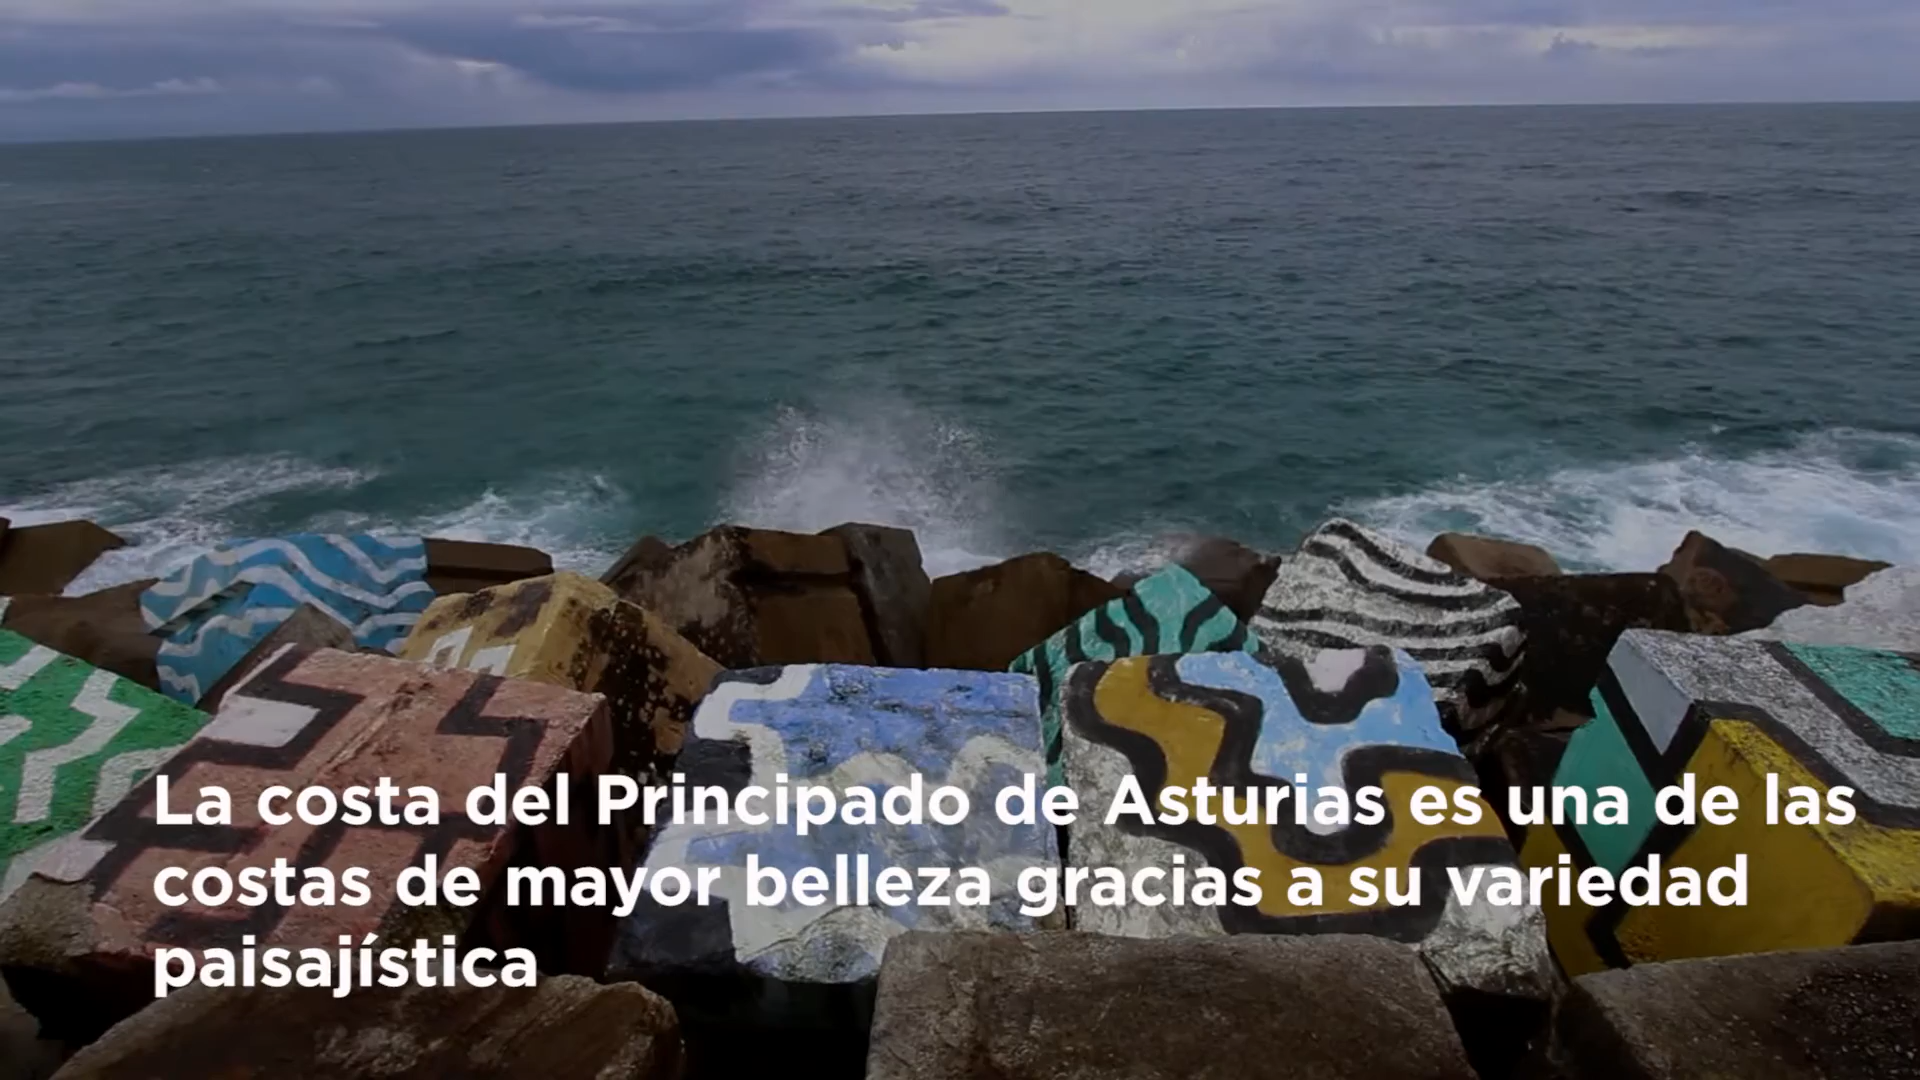 La costa del Principado de Asturias es una de las
costas de mayor belleza gracias a su variedad
paisajística